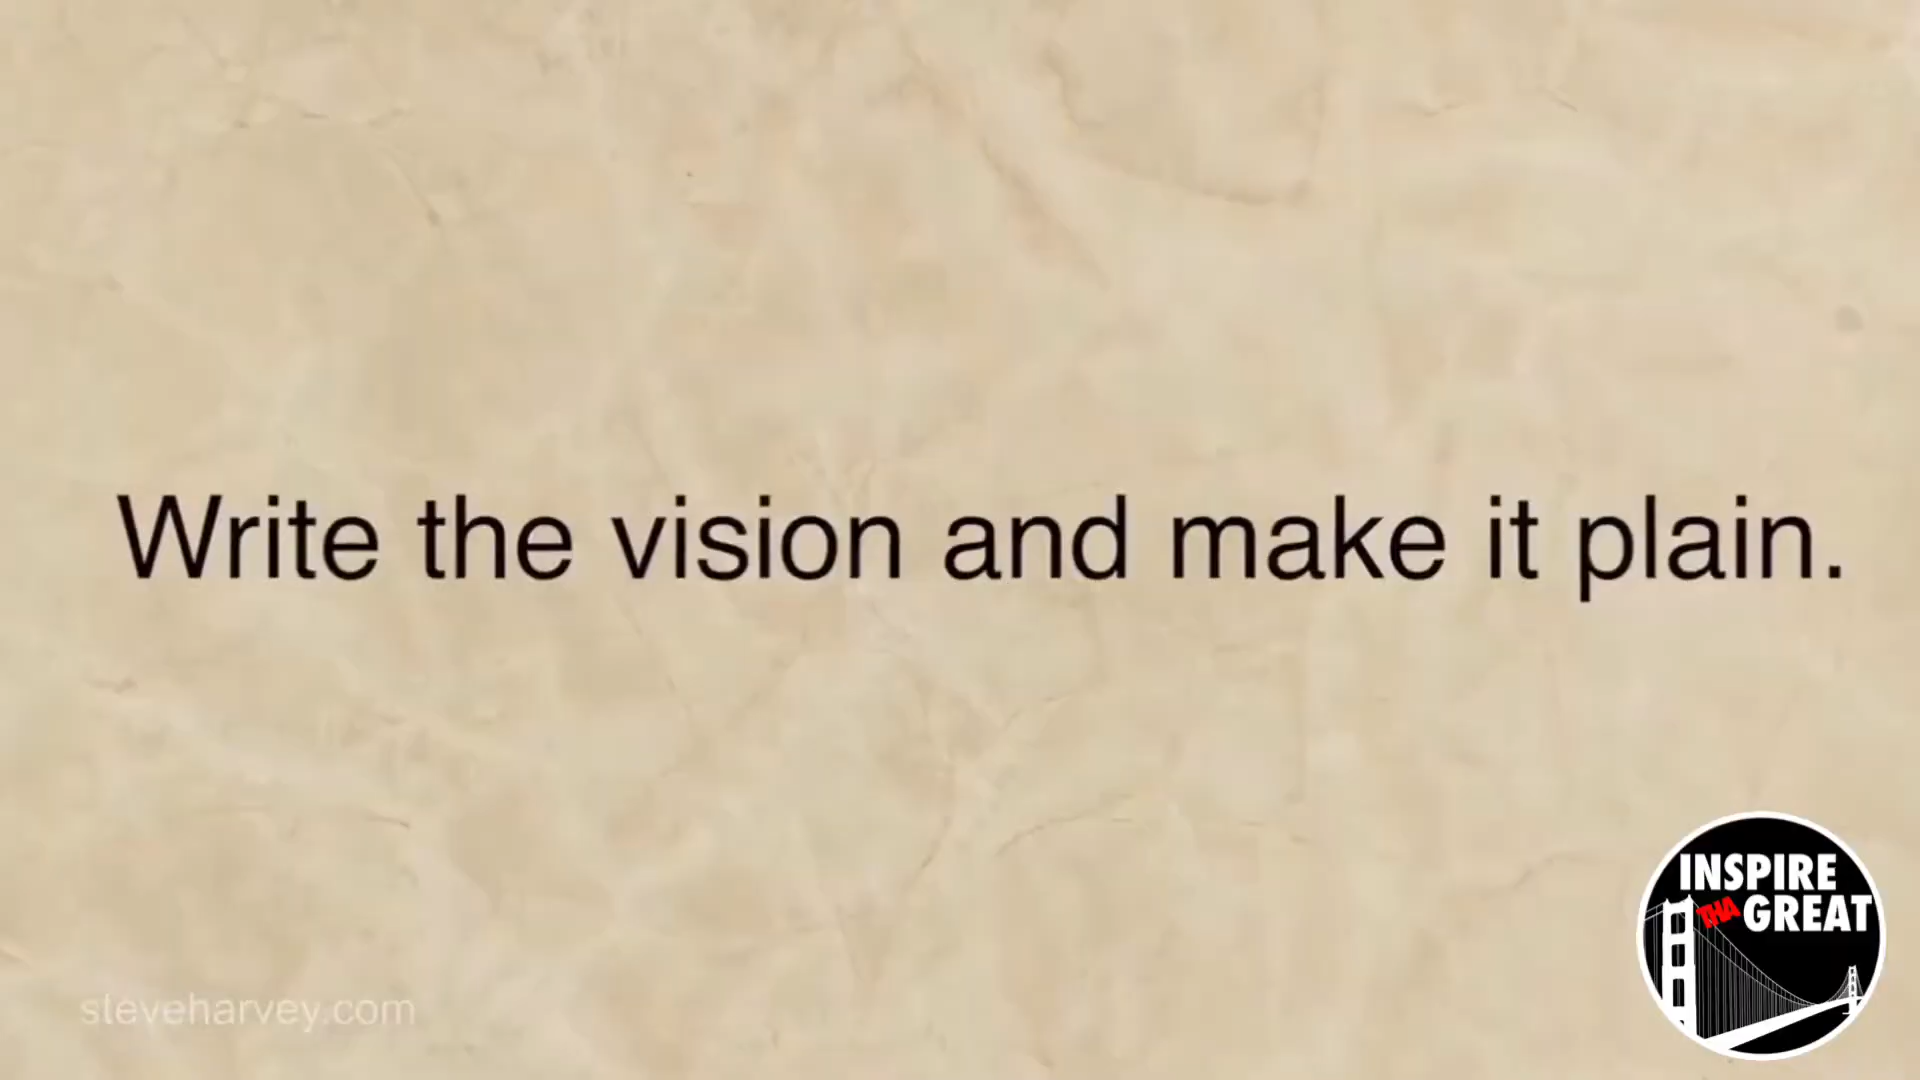 Write the vision and make it plain.
INSPIRE
THA GREAT
steveharvey.com